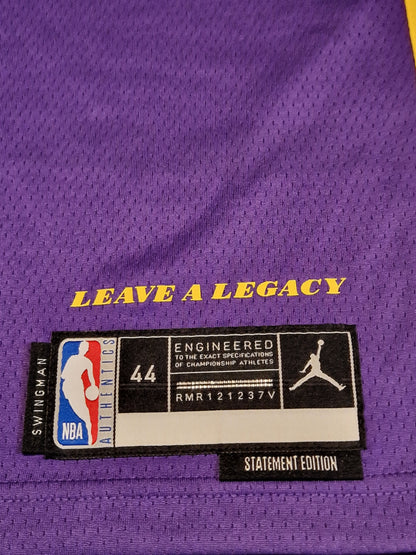 LEAVE A LEGACY
SWINGMAN
NBA
AUTHENTICS
44
ENGINEERED
TO THE EXACT SPECIFICATIONS
OF CHAMPIONSHIP ATHLETES
RMR121237V
STATEMENT EDITION